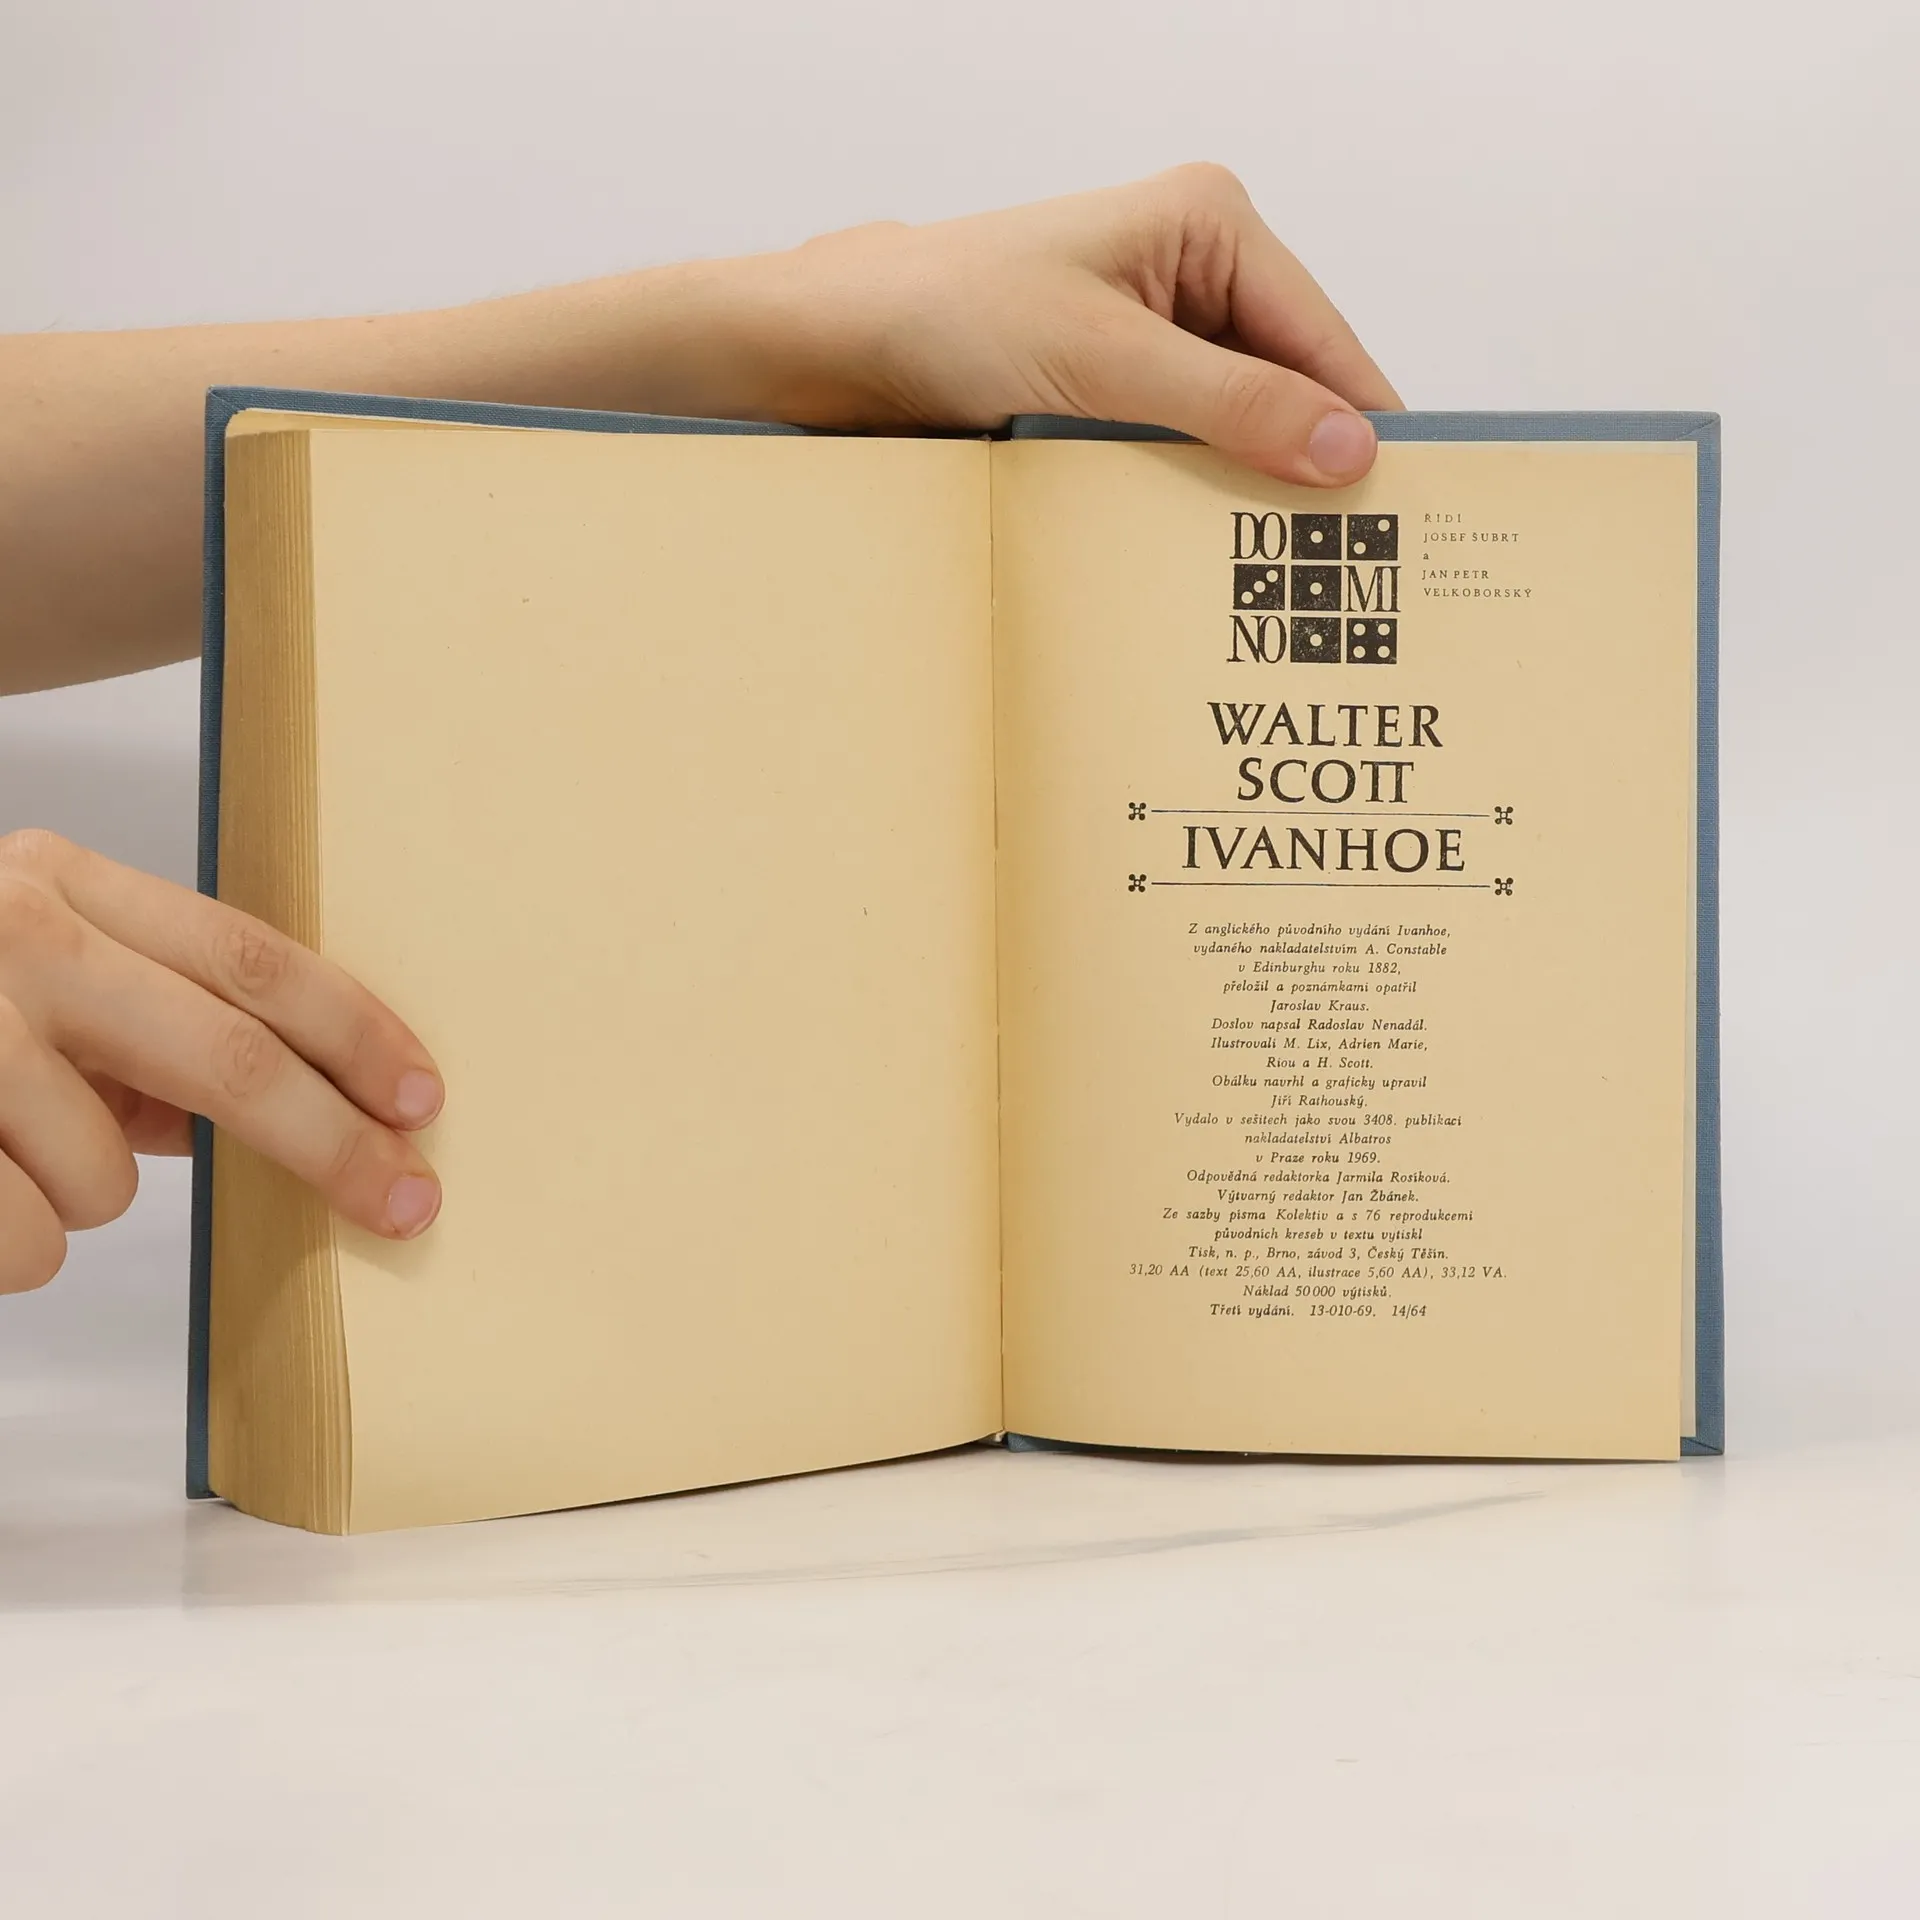 DO
MI
NO
ŘÍDÍ
JOSEF ŠUBRT
a
JAN PETR
VELKOBORSKÝ
WALTER
SCOTT
IVANHOE
Z anglického původního vydání Ivanhoe,
vydaného nakladatelstvím A. Constable
v Edinburghu roku 1882,
přeložil a poznámkami opatřil
Jaroslav Kraus.
Doslov napsal Radoslav Nenadál.
Ilustrovali M. Lix, Adrien Marie,
Riou a H. Scott.
Obálku navrhl a graficky upravil
Jiří Rathouský.
Vydalo v sešitech jako svou 3408. publikaci
nakladatelství Albatros
v Praze roku 1969.
Odpovědná redaktorka Jarmila Rosíková.
Výtvarný redaktor Jan Žbánek.
Ze sazby písma Kolektiv a s 76 reprodukcemi
původních kreseb v textu vytiskl
Tisk, n. p., Brno, závod 3, Český Těšín.
31,20 AA (text 25,60 AA, ilustrace 5,60 AA), 33,12 VA.
Náklad 50 000 výtisků.
Třetí vydání. 13-010-69. 14/64